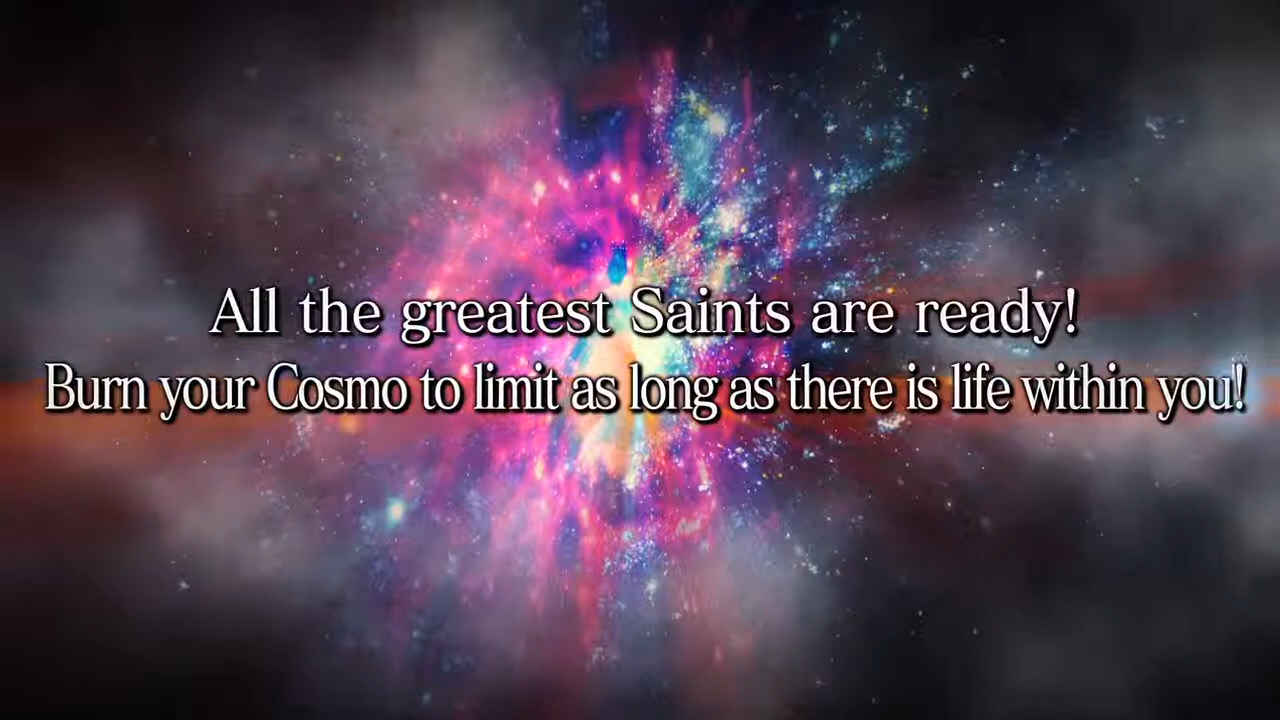 All the greatest Saints are ready!
Burn your Cosmo to limit as long as there is life within you!